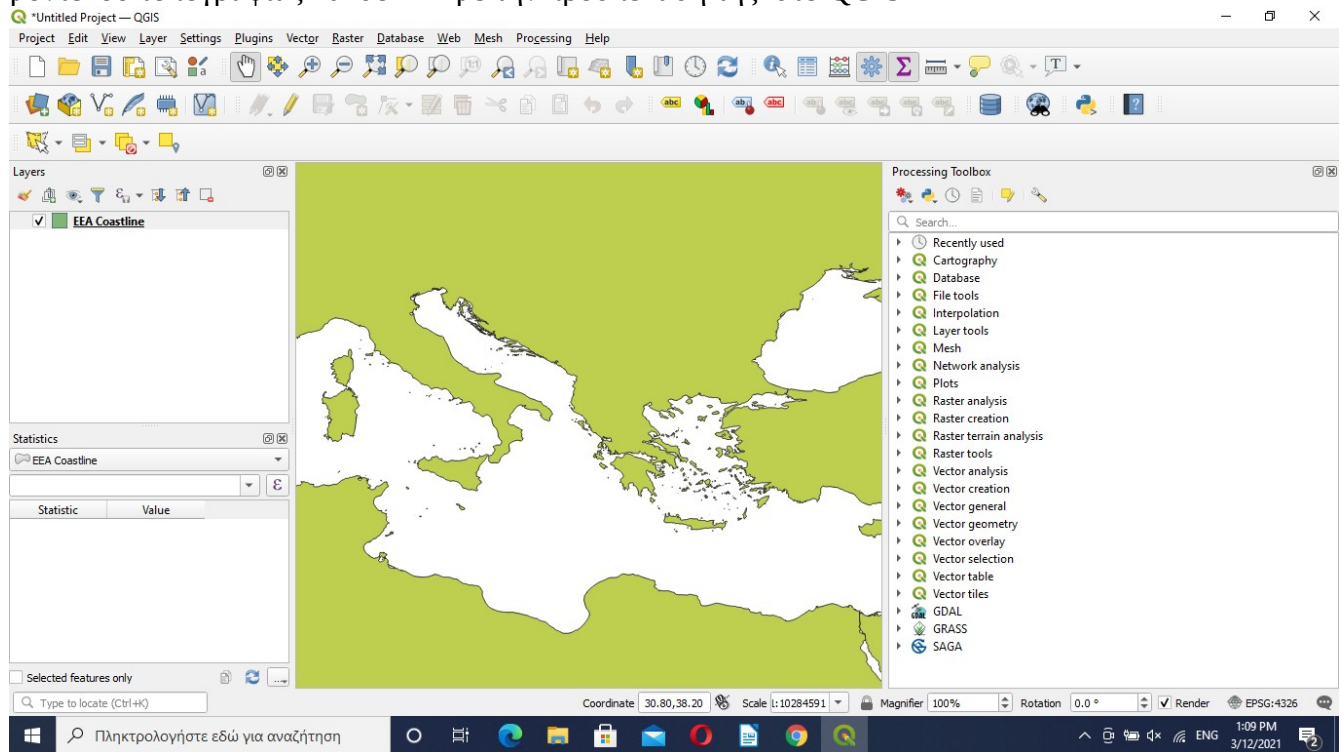 *Untitled Project — QGIS
Project Edit View Layer Settings Plugins Vector Raster Database Web Mesh Processing Help
Layers
EEA Coastline
Statistics
EEA Coastline
ε
Statistic Value
Selected features only
Processing Toolbox
Search...
Recently used
Cartography
Database
File tools
Interpolation
Layer tools
Mesh
Network analysis
Plots
Raster analysis
Raster creation
Raster terrain analysis
Raster tools
Vector analysis
Vector creation
Vector general
Vector geometry
Vector overlay
Vector selection
Vector table
Vector tiles
GDAL
GRASS
SAGA
Type to locate (Ctrl+K) Coordinate 30.80,38.20 Scale 1:10284591 Magnifier 100% Rotation 0.0 ° Render EPSG:4326
Πληκτρολογήστε εδώ για αναζήτηση ENG 1:09 PM
3/12/2021